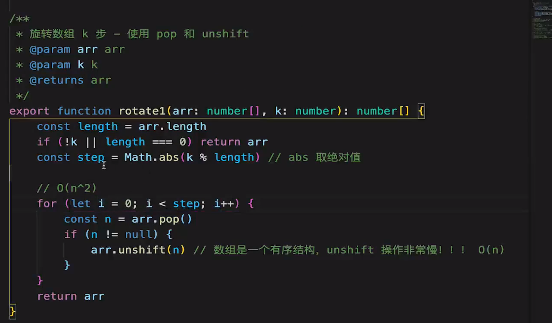 /**
 * 旋转数组 k 步 - 使用 pop 和 unshift
 * @param arr arr
 * @param k k
 * @returns arr
 */
export function rotate1(arr: number[], k: number): number[] {
    const length = arr.length
    if (!k || length === 0) return arr
    const step = Math.abs(k % length) // abs 取绝对值
    // O(n^2)
    for (let i = 0; i < step; i++) {
        const n = arr.pop()
        if (n != null) {
            arr.unshift(n) // 数组是一个有序结构，unshift 操作非常慢！！！ O(n)
        }
    }
    return arr
}